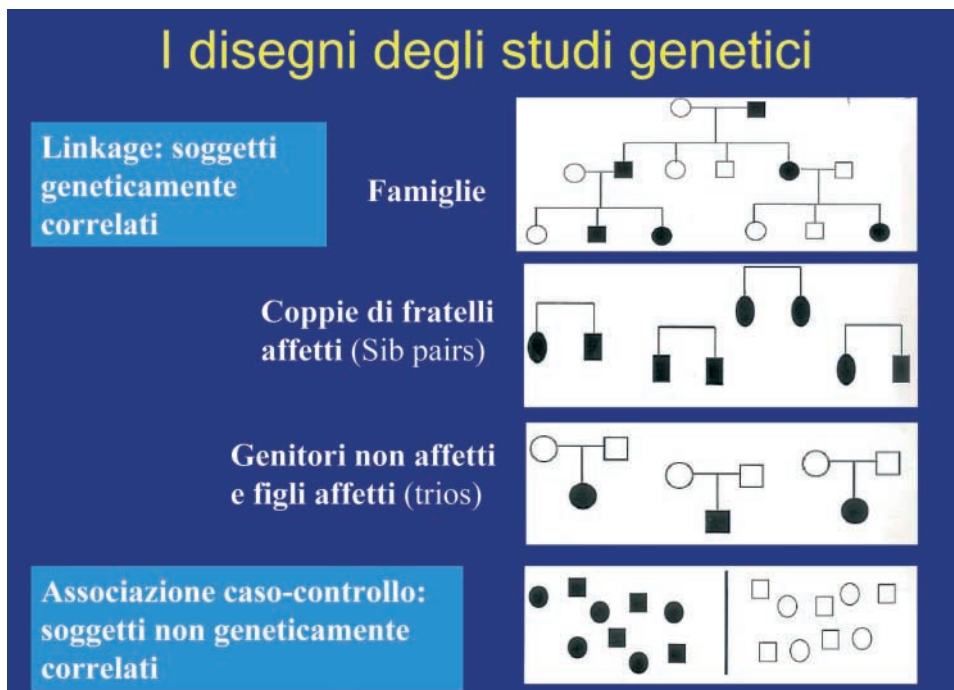 I disegni degli studi genetici
Linkage: soggetti
geneticamente
correlati
Famiglie
Coppie di fratelli
affetti (Sib pairs)
Genitori non affetti
e figli affetti (trios)
Associazione caso-controllo:
soggetti non geneticamente
correlati